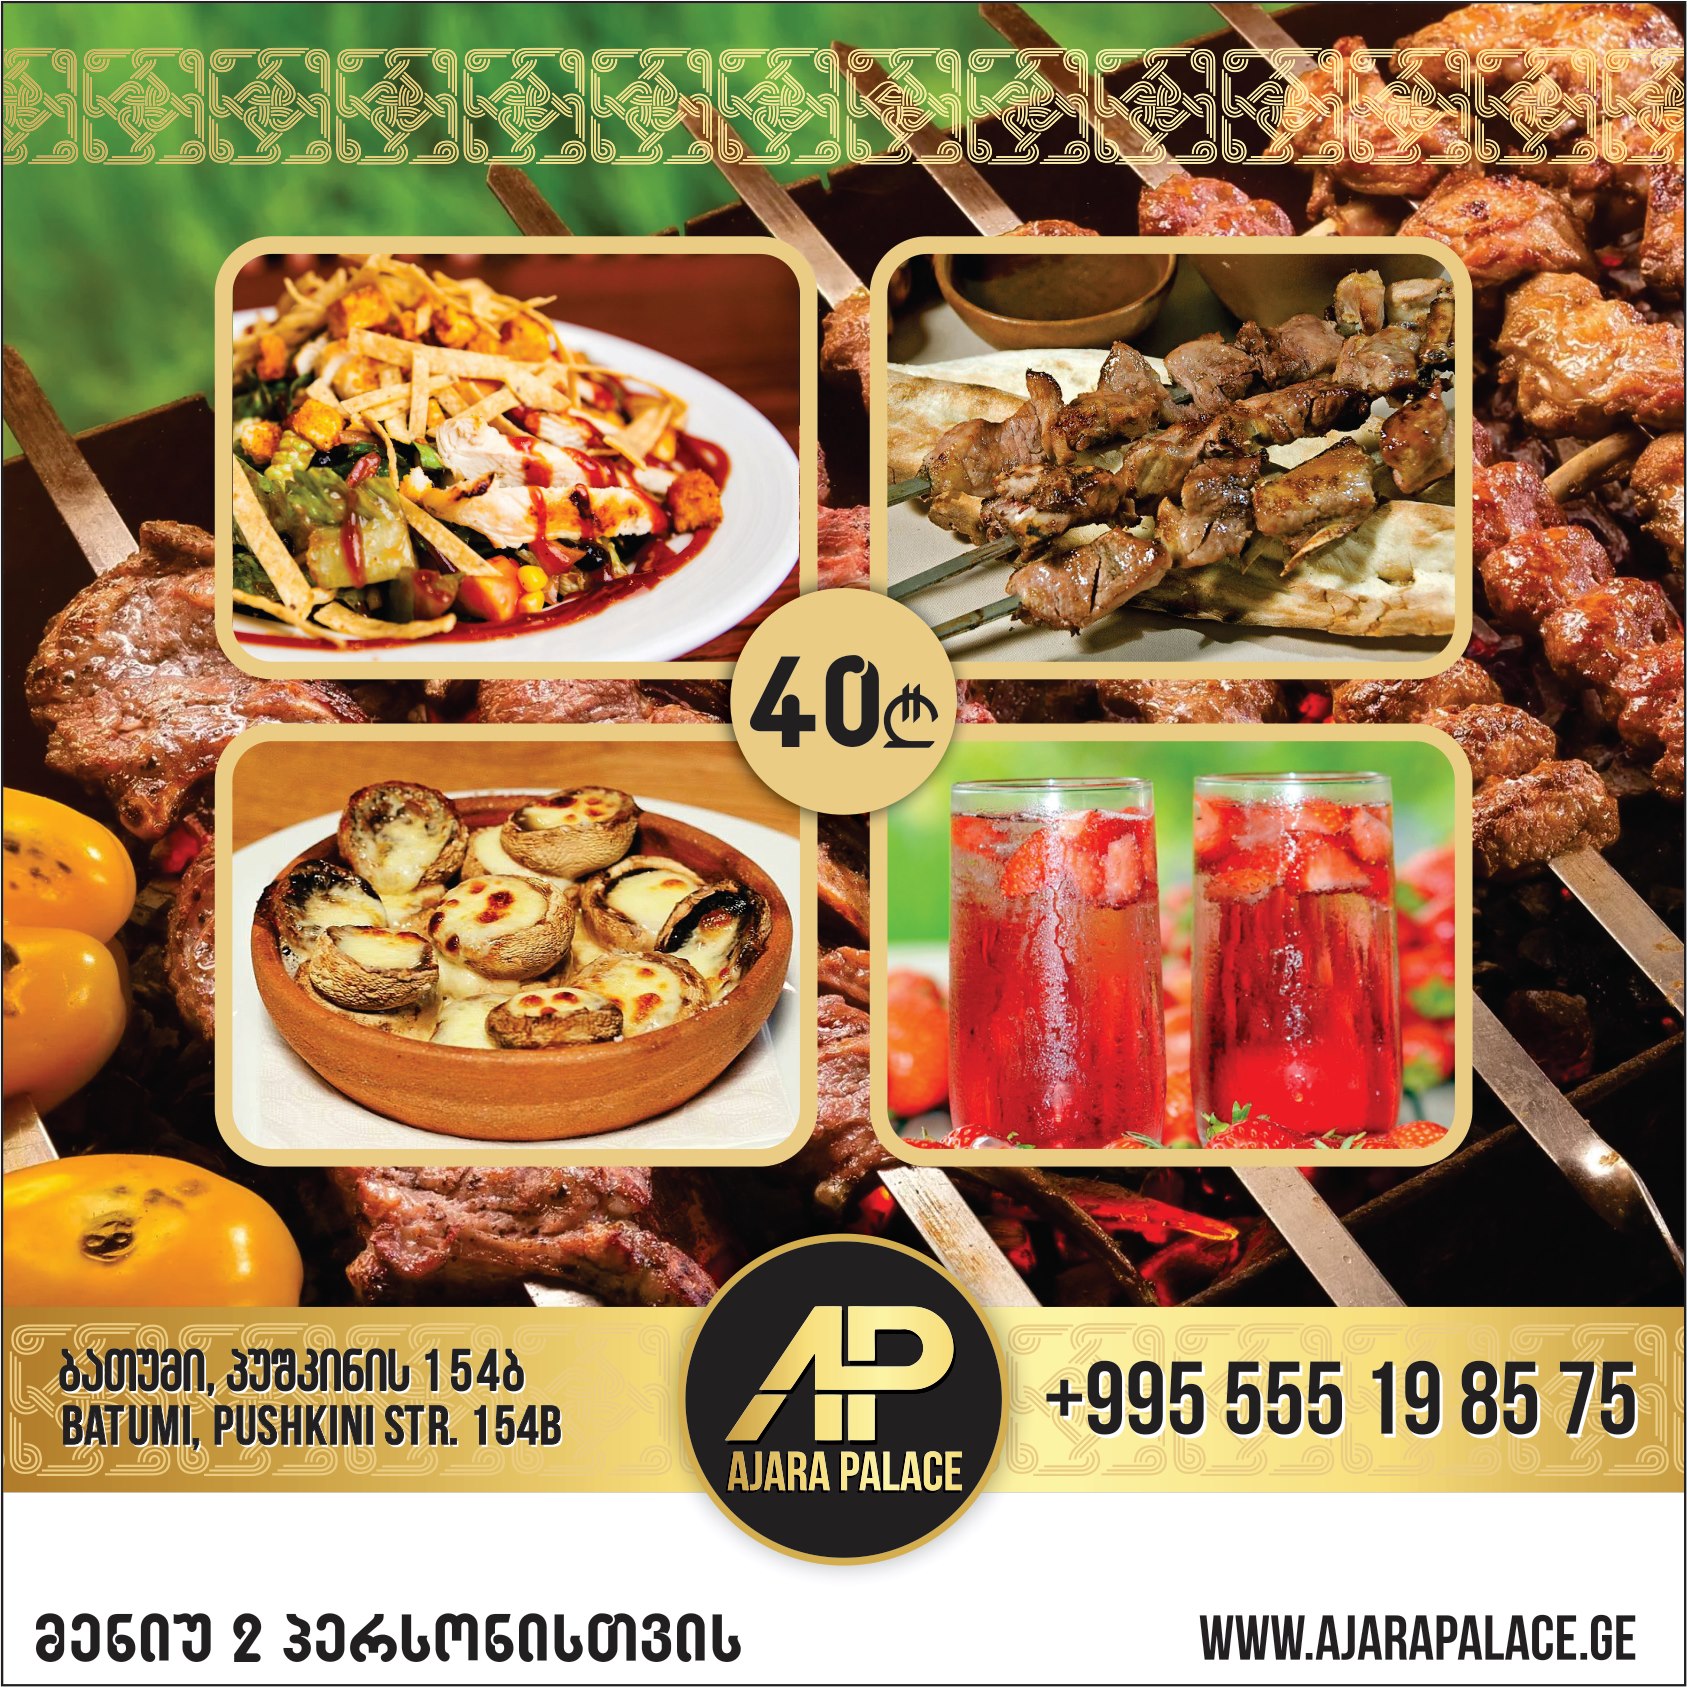 40₾
ბათუმი, პუშკინის 154ბ
BATUMI, PUSHKINI STR. 154B
AP
AJARA PALACE
+995 555 19 85 75
მენიუ 2 პერსონისთვის
WWW.AJARAPALACE.GE